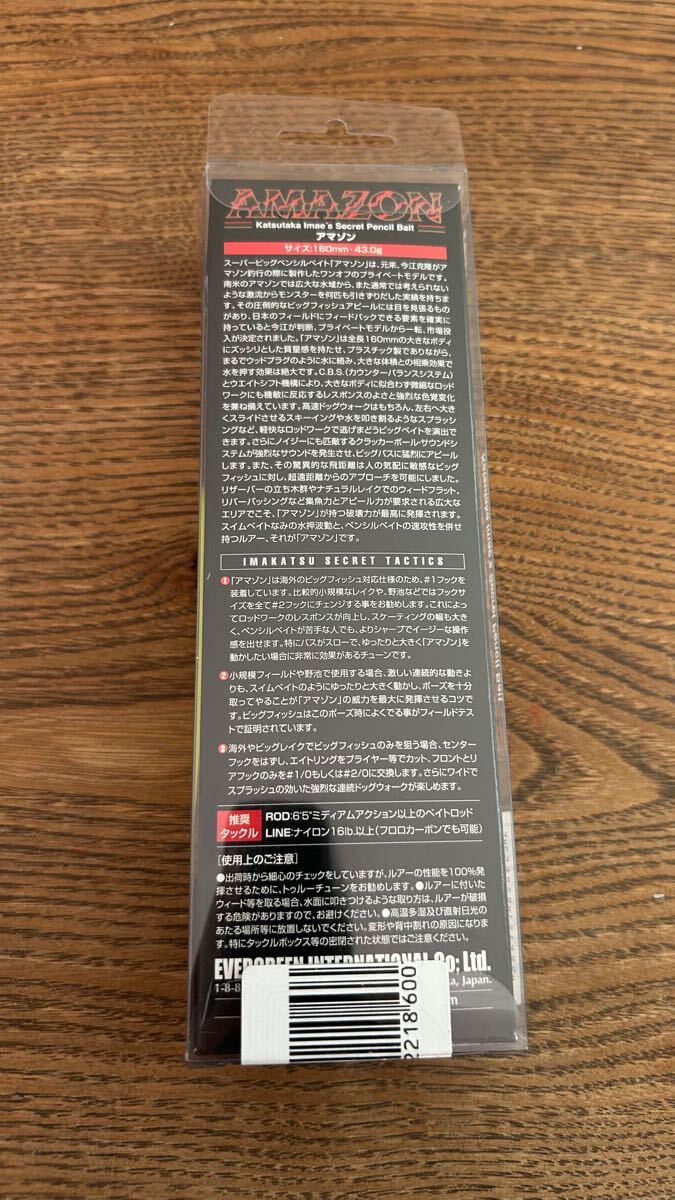 AMAZON
Katsutaka Imae's Secret Pencil Bait
アマゾン
サイズ:160mm・43.0g
スーパービッグペンシルベイト「アマゾン」は、元来、今江克隆がア
マゾン釣行の際に製作したワンオフのプライベートモデルです。
南米のアマゾンでは広大な水域から、また通常では考えられない
ような激流からモンスターを何匹も引きずりだした実績を持ちま
す。その圧倒的なビッグフィッシュアピールには目を見張るもの
があり、日本のフィールドにフィードバックできる要素を確実に
持っていると今江が判断、プライベートモデルから一転、市場投
入が決定されました。「アマゾン」は全長160mmの大きなボディ
にズッシリとした質量感を持たせ、プラスチック製でありながら、
まるでウッドプラグのように水に絡み、大きな体積との相乗効果で
水を押す効果は絶大です。C.B.S.(カウンターバランスシステム)
とウエイトシフト機構により、大きなボディに似合わず微細なロッド
ワークにも機敏に反応するレスポンスのよさと強烈な色覚変化
を兼ね備えています。高速ドッグウォークはもちろん、左右へ大き
くスライドさせるスキーイングや水を叩き割るようなスプラッシ
ングなど、軽快なロッドワークで逃げまどうビッグベイトを演出で
きます。さらにノイジーにも匹敵するクラッカーボール・サウンドシ
ステムが強烈なサウンドを発生させ、ビッグバスに猛烈にアピール
します。また、その驚異的な飛距離は人の気配に敏感なビッグ
フィッシュに対し、超遠距離からのアプローチを可能にしました。
リザーバーの立ち木群やナチュラルレイクでのウィードフラット、
リバーバッシングなど集魚力とアピール力が要求される広大な
エリアでこそ、「アマゾン」が持つ破壊力が最高に発揮されます。
スイムベイトなみの水押波動と、ペンシルベイトの速攻性を併せ
持つルアー、それが「アマゾン」です。
IMAKATSU SECRET TACTICS
❶「アマゾン」は海外のビッグフィッシュ対応仕様のため、#1フックを
装着しています。比較的小規模なレイクや、野池などではフックサ
イズを全て#2フックにチェンジする事をお勧めします。これによっ
てロッドワークのレスポンスが向上し、スケーティングの幅も大き
く、ペンシルベイトが苦手な人でも、よりシャープでイージーな操作
感を出せます。特にバスがスローで、ゆったりと大きく「アマゾン」を
動かしたい場合に非常に効果があるチューンです。
❷小規模フィールドや野池で使用する場合、激しい連続的な動きよ
りも、スイムベイトのようにゆったりと大きく動かし、ポーズを十分
取ってやることが「アマゾン」の威力を最大に発揮させるコツで
す。ビッグフィッシュはこのポーズ時によくでる事がフィールドテス
トで証明されています。
❸海外やビッグレイクでビッグフィッシュのみを狙う場合、センター
フックをはずし、エイトリングをプライヤー等でカット、フロントとリ
アフックのみを#1/0もしくは#2/0に交換します。さらにワイドで
スプラッシュの効いた強烈な連続ドッグウォークが楽しめます。
推奨タックル
ROD:6'5"ミディアムアクション以上のベイトロッド
LINE:ナイロン16lb.以上(フロロカーボンでも可能)
[使用上のご注意]
●出荷時から細心のチェックをしていますが、ルアーの性能を100%発
揮させるために、トゥルーチューンをお勧めします。●ルアーに付いた
ウィード等を取る場合、水面に叩きつけるような取り方は、ルアーが破損
する危険がありますので、お避けください。●高温多湿及び直射日光の
あたる場所等に放置しないでください。変形や背中割れの原因になりま
す。特にタックルボックス等の密閉された状態ではご注意ください。
EVERGREEN INTERNATIONAL Co; Ltd.
1-8-8
ka, Japan.
m
2218600